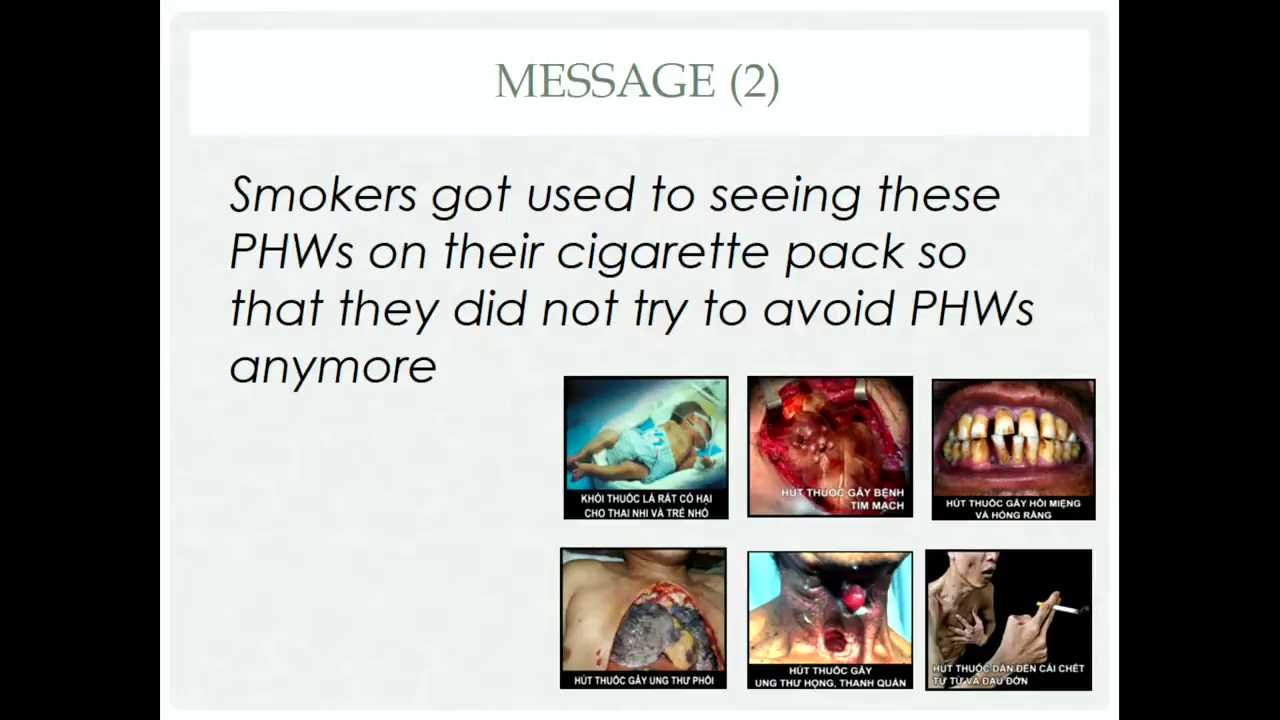 MESSAGE (2)
Smokers got used to seeing these
PHWs on their cigarette pack so
that they did not try to avoid PHWs
anymore
KHÓI THUỐC LÁ RẤT CÓ HẠI
CHO THAI NHI VÀ TRẺ NHỎ
HÚT THUỐC GÂY BỆNH
TIM MẠCH
HÚT THUỐC GÂY HÔI MIỆNG
VÀ HỎNG RĂNG
HÚT THUỐC GÂY UNG THƯ PHỔI
HÚT THUỐC GÂY
UNG THƯ HỌNG, THANH QUẢN
HÚT THUỐC DẪN ĐẾN CÁI CHẾT
TỪ TỪ VÀ ĐAU ĐỚN